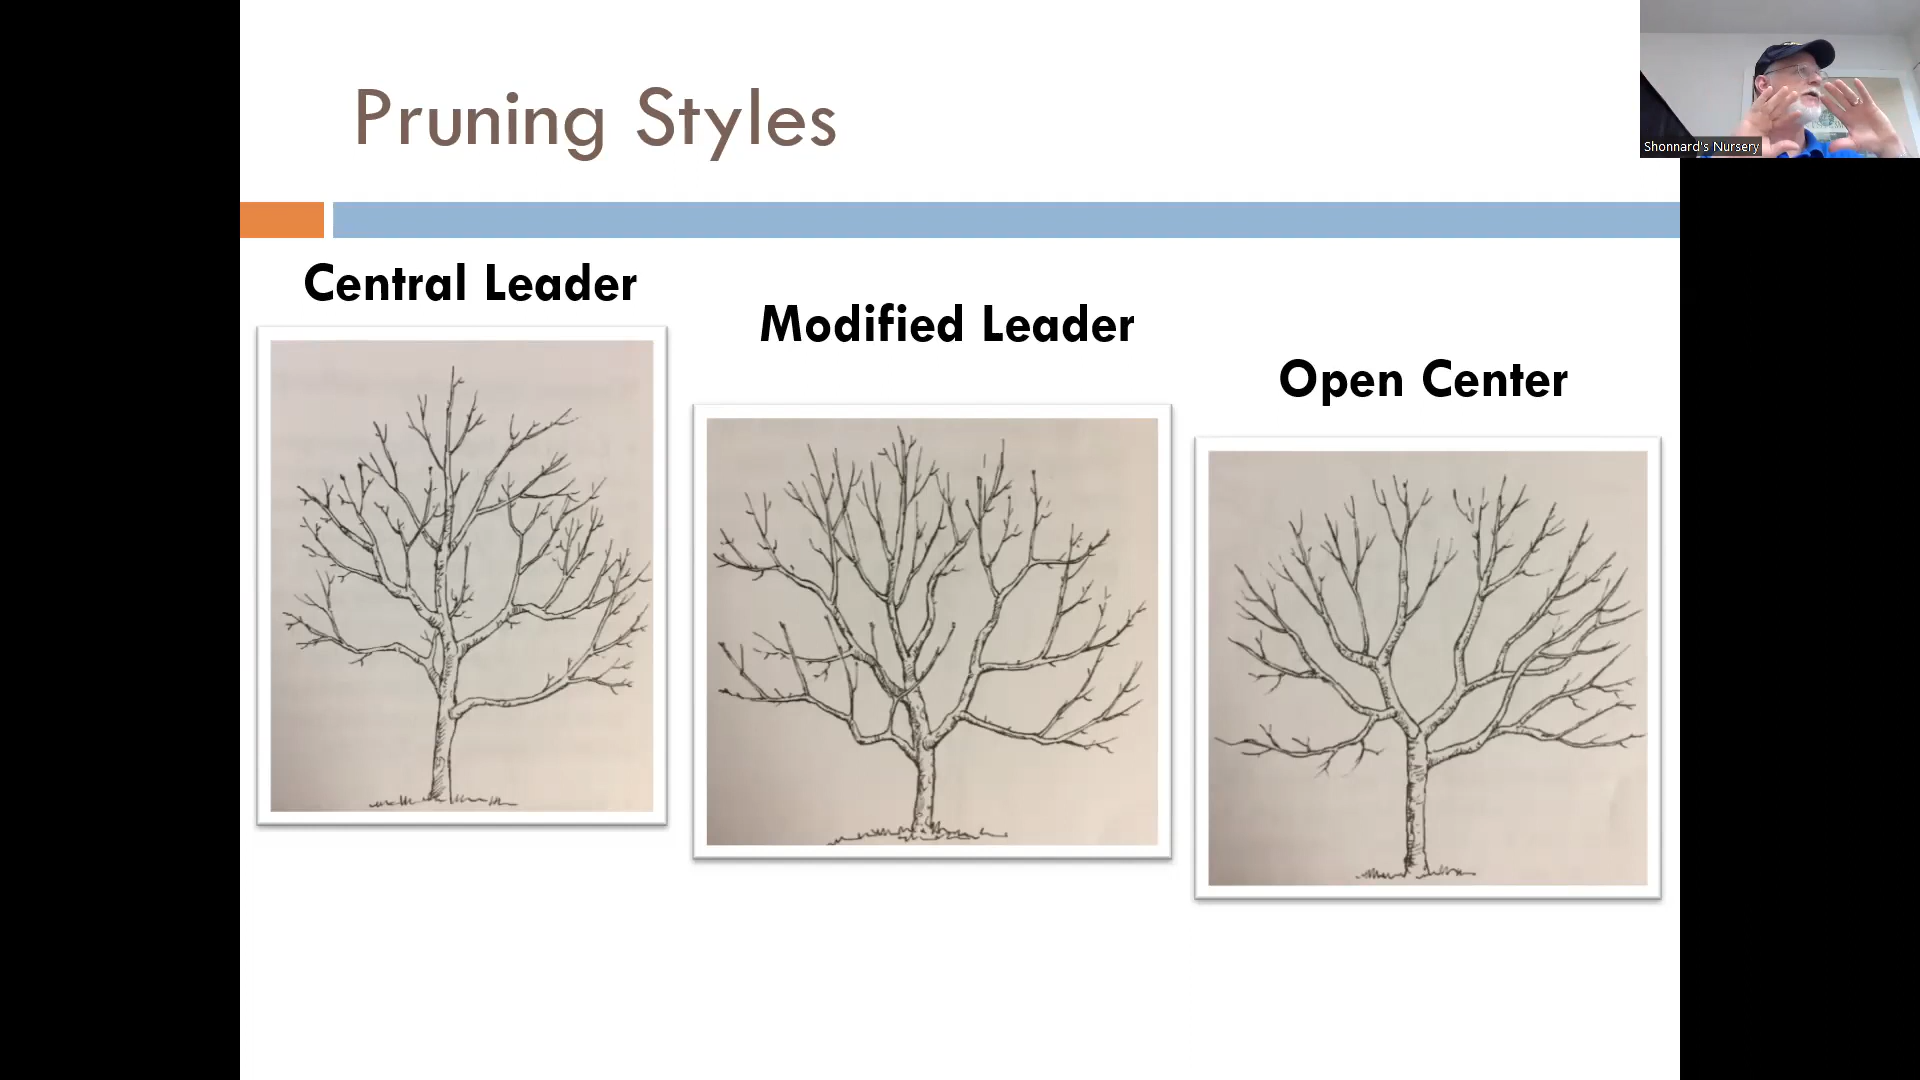 Pruning Styles
Shonnard's Nursery
Central Leader
Modified Leader
Open Center